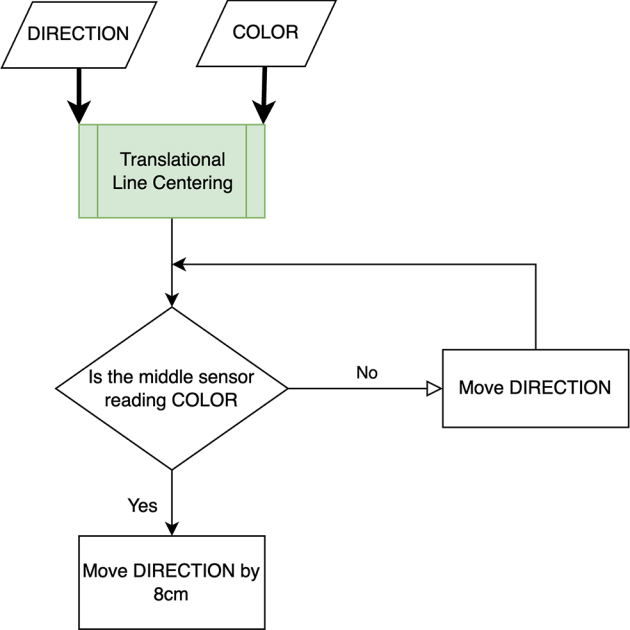 DIRECTION
COLOR
Translational
Line Centering
Is the middle sensor
reading COLOR
No
Move DIRECTION
Yes
Move DIRECTION by
8cm